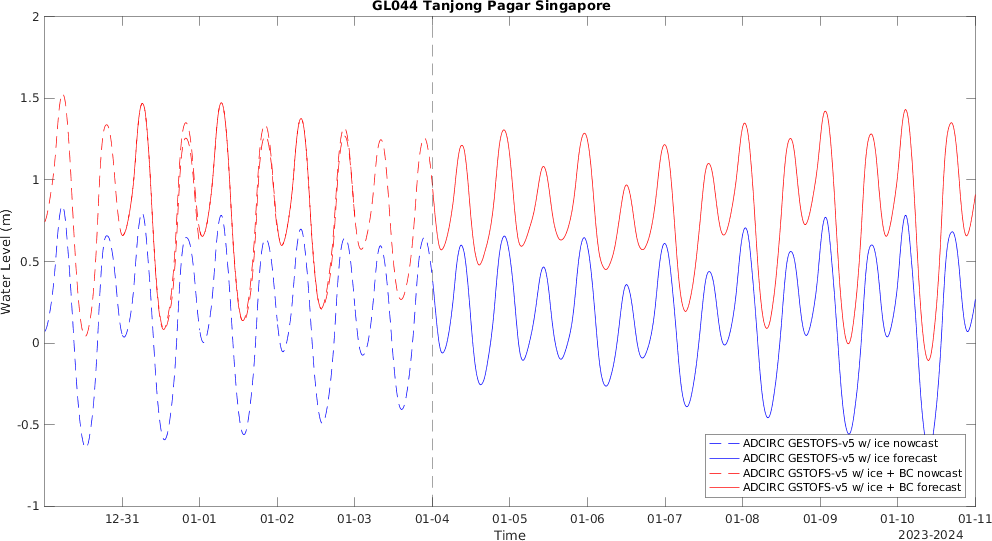 GL044 Tanjong Pagar Singapore
Water Level (m)
2
1.5
1
0.5
0
-0.5
-1
12-31 01-01 01-02 01-03 01-04 01-05 01-06 01-07 01-08 01-09 01-10 01-11
Time
2023-2024
ADCIRC GESTOFS-v5 w/ ice nowcast
ADCIRC GESTOFS-v5 w/ ice forecast
ADCIRC GSTOFS-v5 w/ ice + BC nowcast
ADCIRC GSTOFS-v5 w/ ice + BC forecast